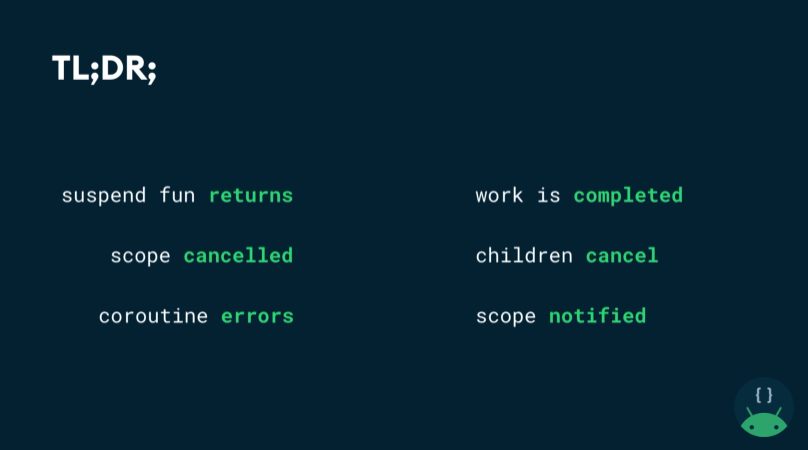 TL;DR;
suspend fun returns work is completed
scope cancelled children cancel
coroutine errors scope notified
{ }